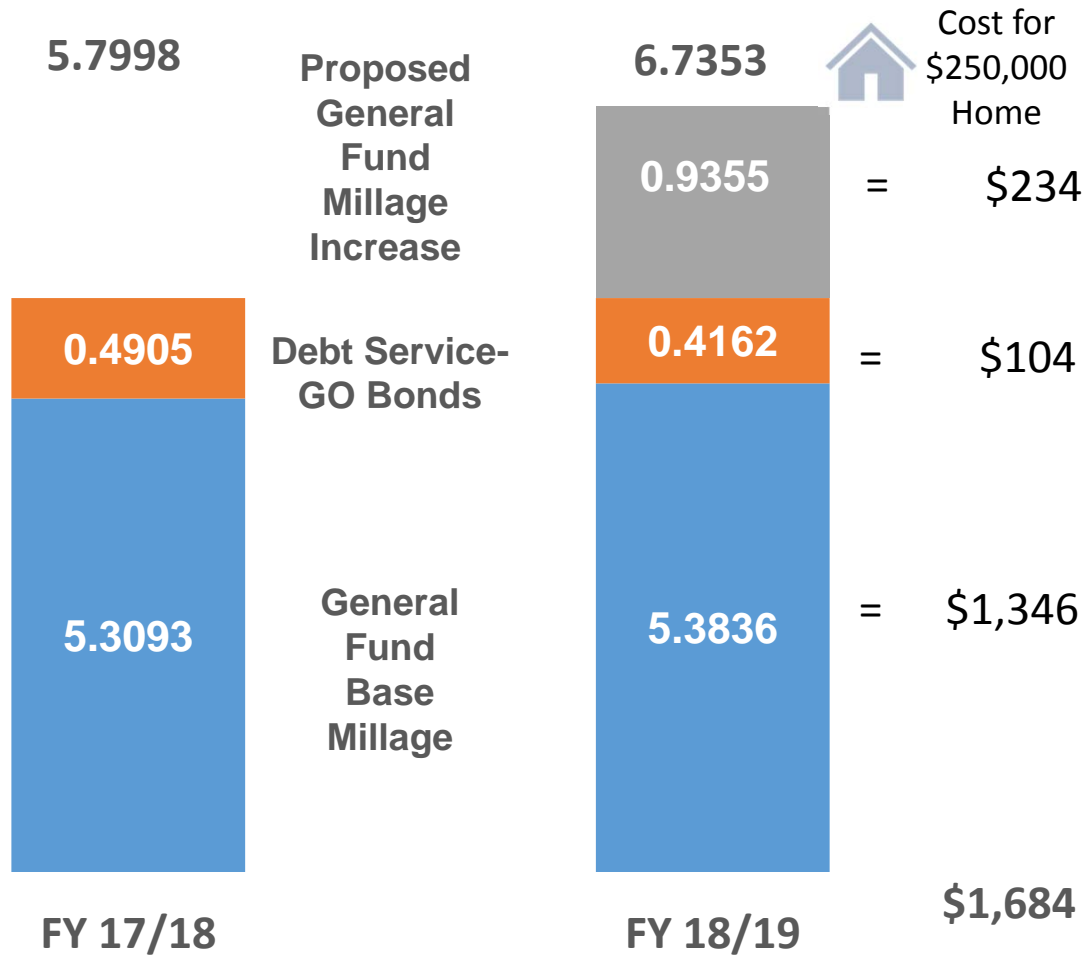 5.7998
Proposed
General
Fund
Millage
Increase
6.7353
Cost for
$250,000
Home
0.9355
=
$234
0.4905
Debt Service-
GO Bonds
0.4162
=
$104
5.3093
General
Fund
Base
Millage
5.3836
=
$1,346
FY 17/18
FY 18/19
$1,684